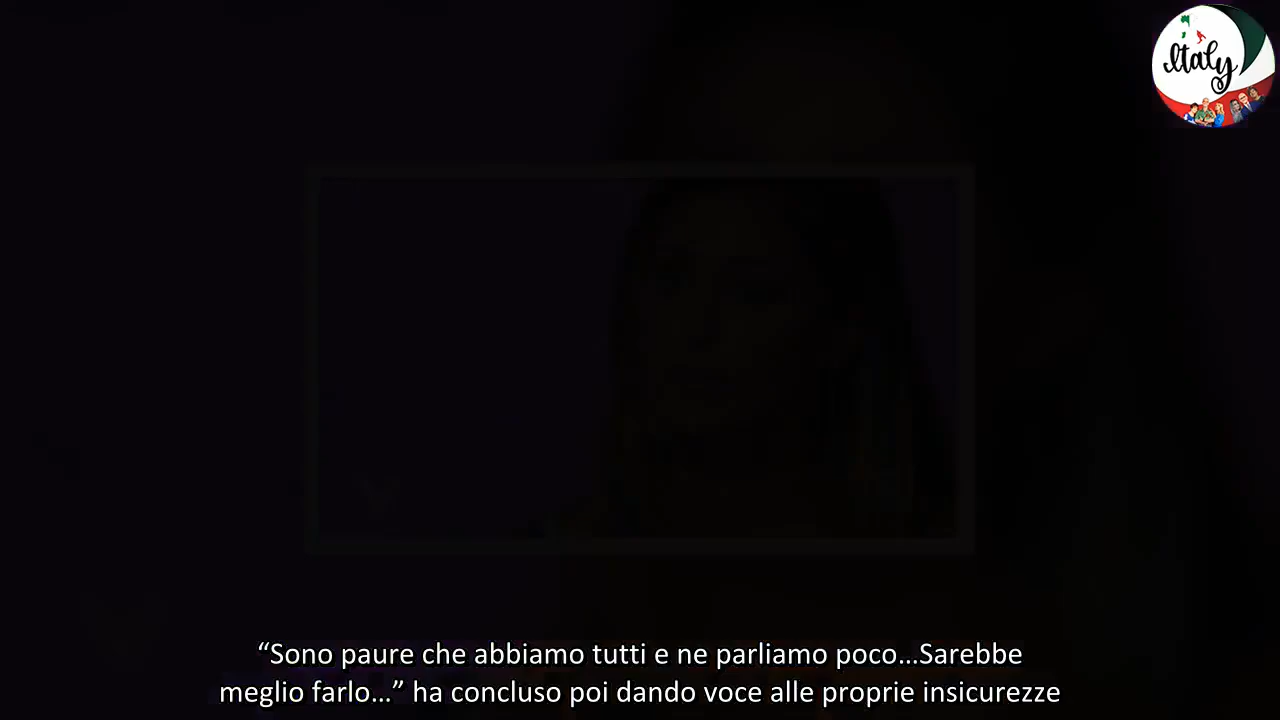 Italy
“Sono paure che abbiamo tutti e ne parliamo poco...Sarebbe
meglio farlo...” ha concluso poi dando voce alle proprie insicurezze